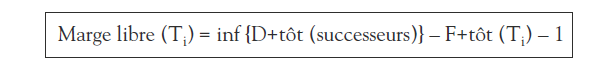 Marge libre (Tᵢ) = inf {D+tôt (successeurs)} – F+tôt (Tᵢ) – 1